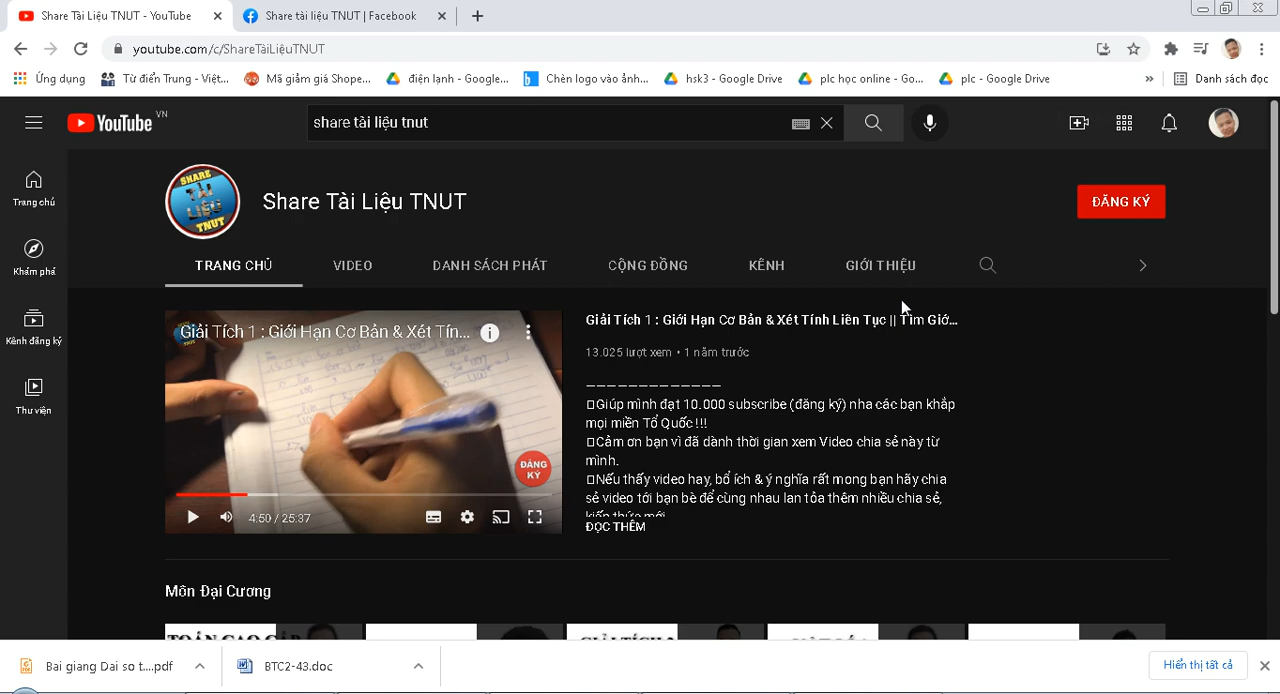 Share Tài Liệu TNUT - YouTube
Share tài liệu TNUT | Facebook
youtube.com/c/ShareTàiLiệuTNUT
Ứng dụng
Từ điển Trung - Việt...
Mã giảm giá Shope...
điện lạnh - Google...
Chèn logo vào ảnh...
hsk3 - Google Drive
plc học online - Go...
plc - Google Drive
»
Danh sách đọc
YouTube VN
share tài liệu tnut
Trang chủ
Khám phá
Kênh đăng ký
Thư viện
SHARE
TÀI
LIỆU
TNUT
Share Tài Liệu TNUT
ĐĂNG KÝ
TRANG CHỦ
VIDEO
DANH SÁCH PHÁT
CỘNG ĐỒNG
KÊNH
GIỚI THIỆU
Giải Tích 1 : Giới Hạn Cơ Bản & Xét Tín...
ĐĂNG
KÝ
4:50 / 25:37
Giải Tích 1 : Giới Hạn Cơ Bản & Xét Tính Liên Tục || Tìm Giớ...
13.025 lượt xem • 1 năm trước
_ _ _ _ _ _ _ _ _ _ _ _ _
Giúp mình đạt 10.000 subscribe (đăng ký) nha các bạn khắp
mọi miền Tổ Quốc !!!
Cảm ơn bạn vì đã dành thời gian xem Video chia sẻ này từ
mình.
Nếu thấy video hay, bổ ích & ý nghĩa rất mong bạn hãy chia
sẻ video tới bạn bè để cùng nhau lan tỏa thêm nhiều chia sẻ,
kiến thức mới
ĐỌC THÊM
Môn Đại Cương
TOÁN CAO CẤP
GIẢI TÍCH 2
Bai giang Dai so t....pdf
BTC2-43.doc
Hiển thị tất cả